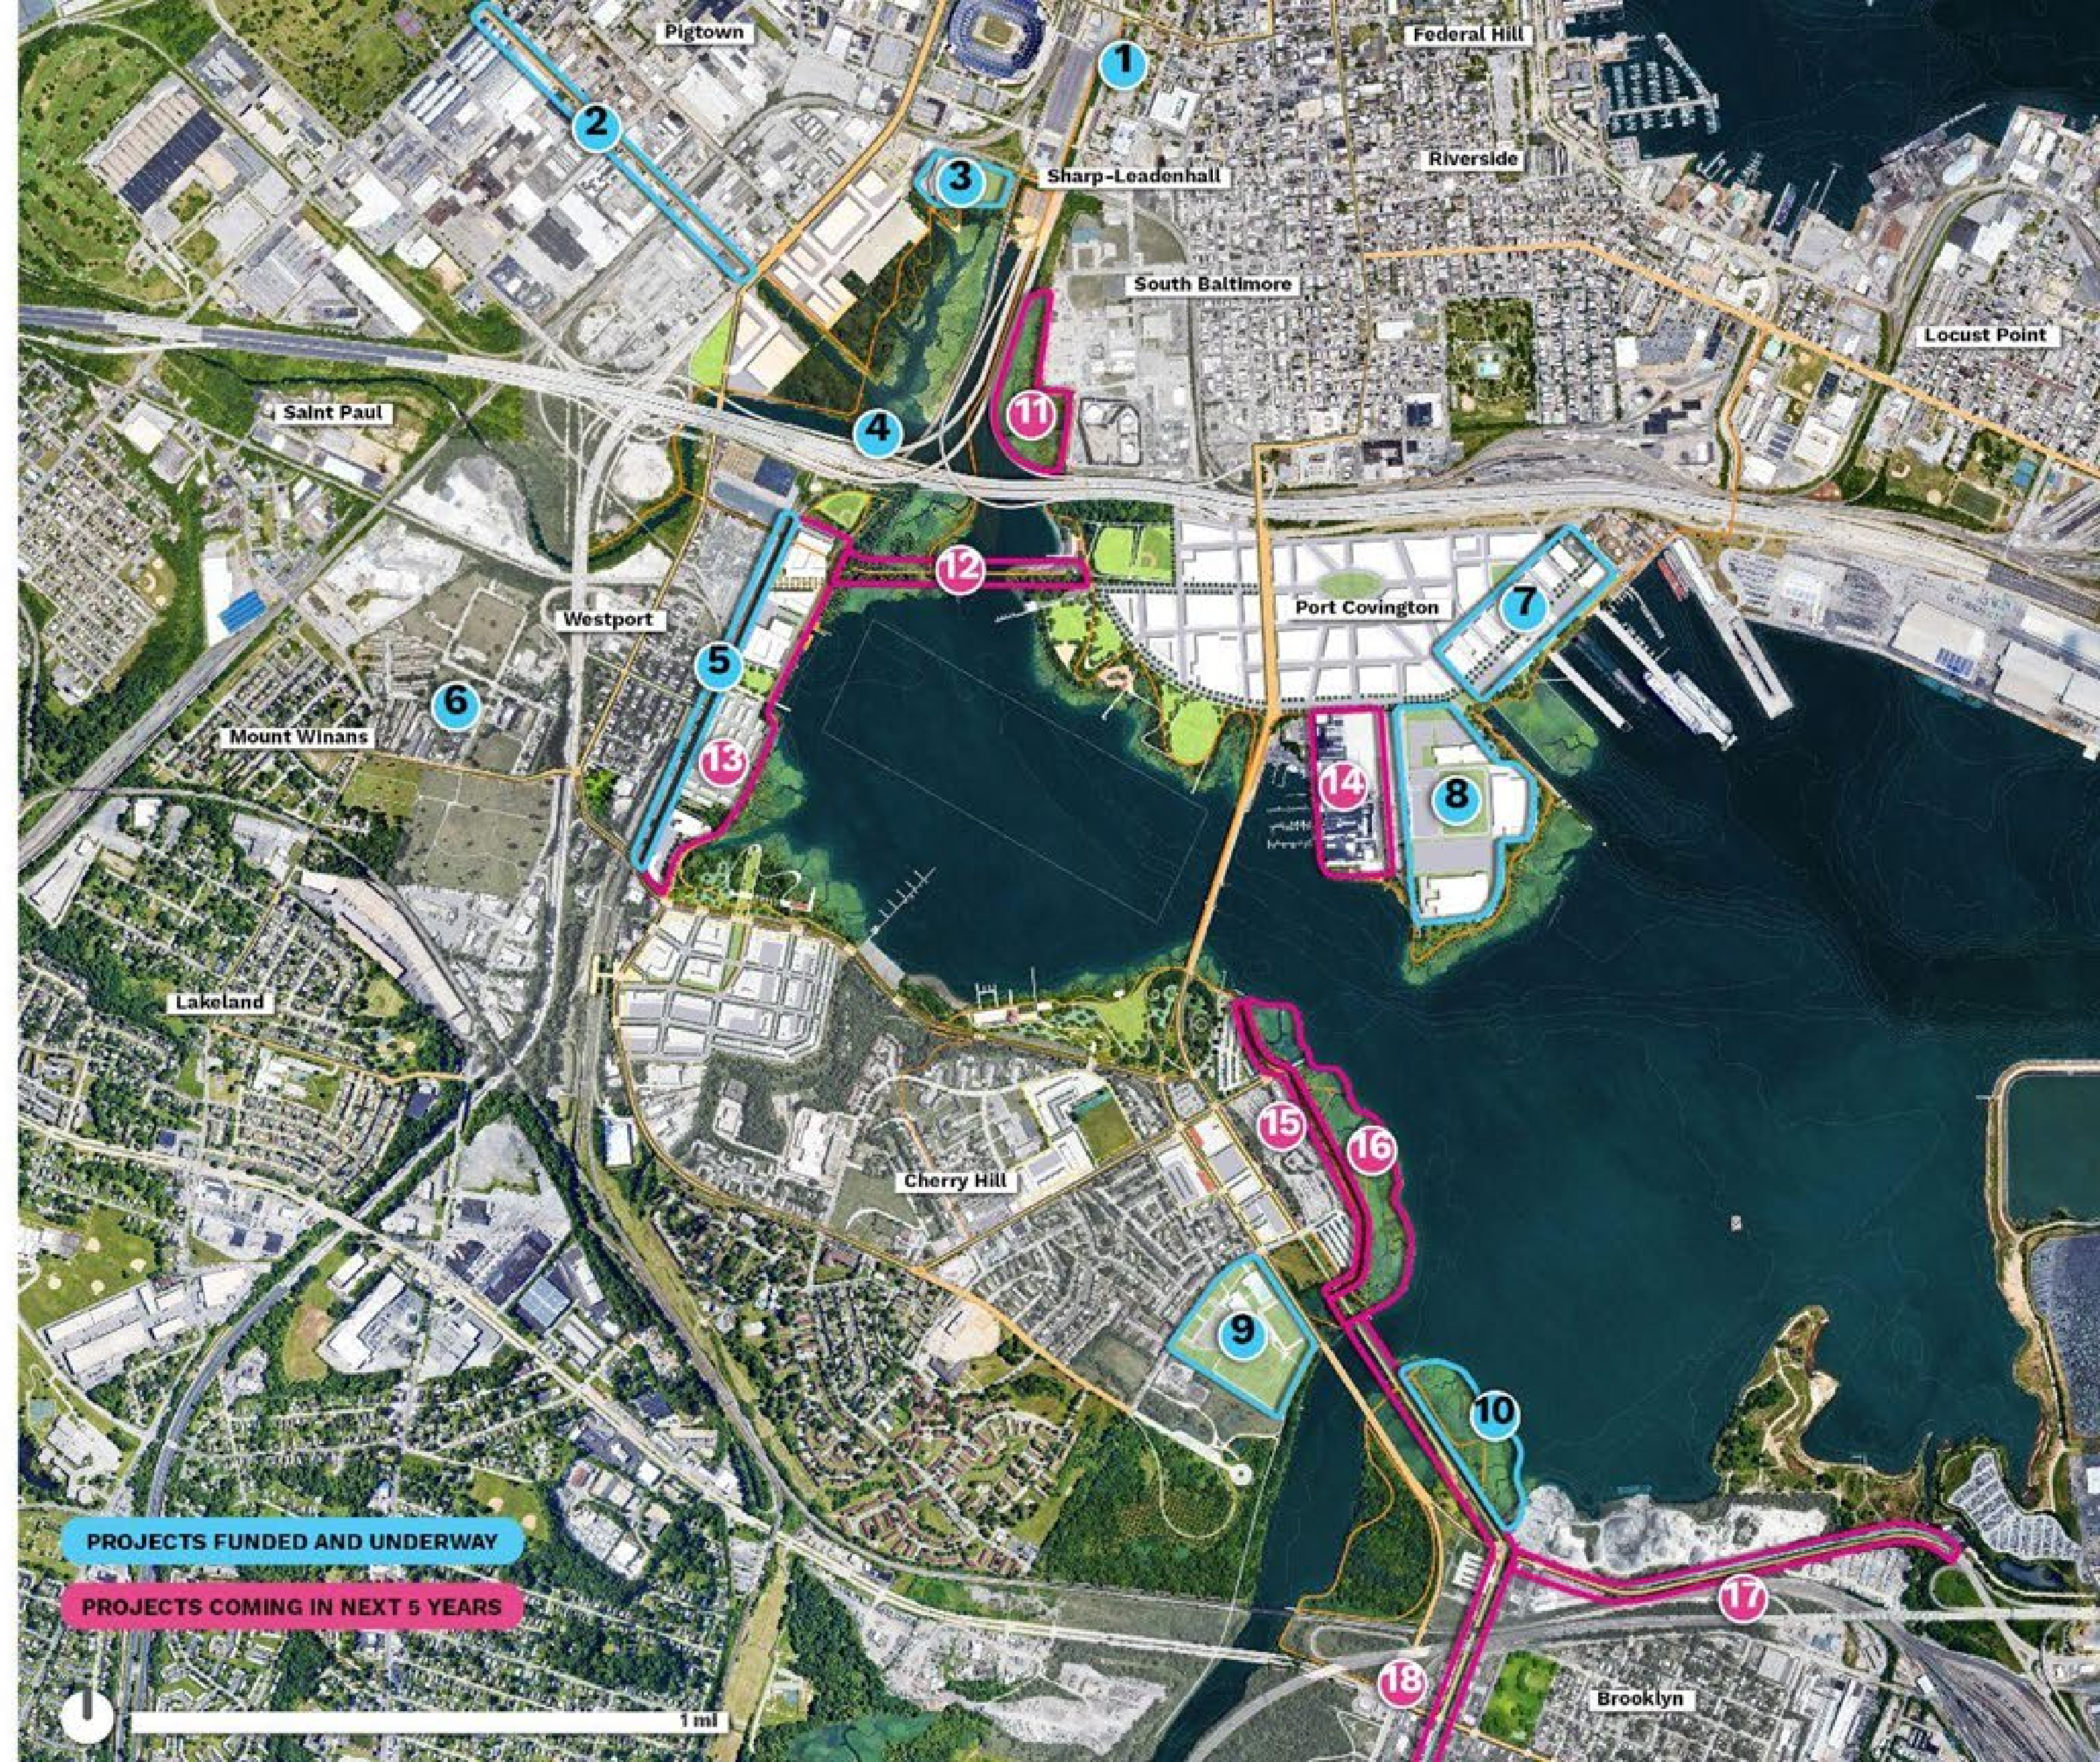 Pigtown
Federal Hill
1
2
Riverside
3
Sharp-Leadenhall
South Baltimore
Locust Point
Saint Paul
11
4
12
Westport
Port Covington
7
5
6
Mount Winans
13
14
8
Lakeland
15
16
Cherry Hill
9
10
PROJECTS FUNDED AND UNDERWAY
PROJECTS COMING IN NEXT 5 YEARS
17
18
Brooklyn
1 mi